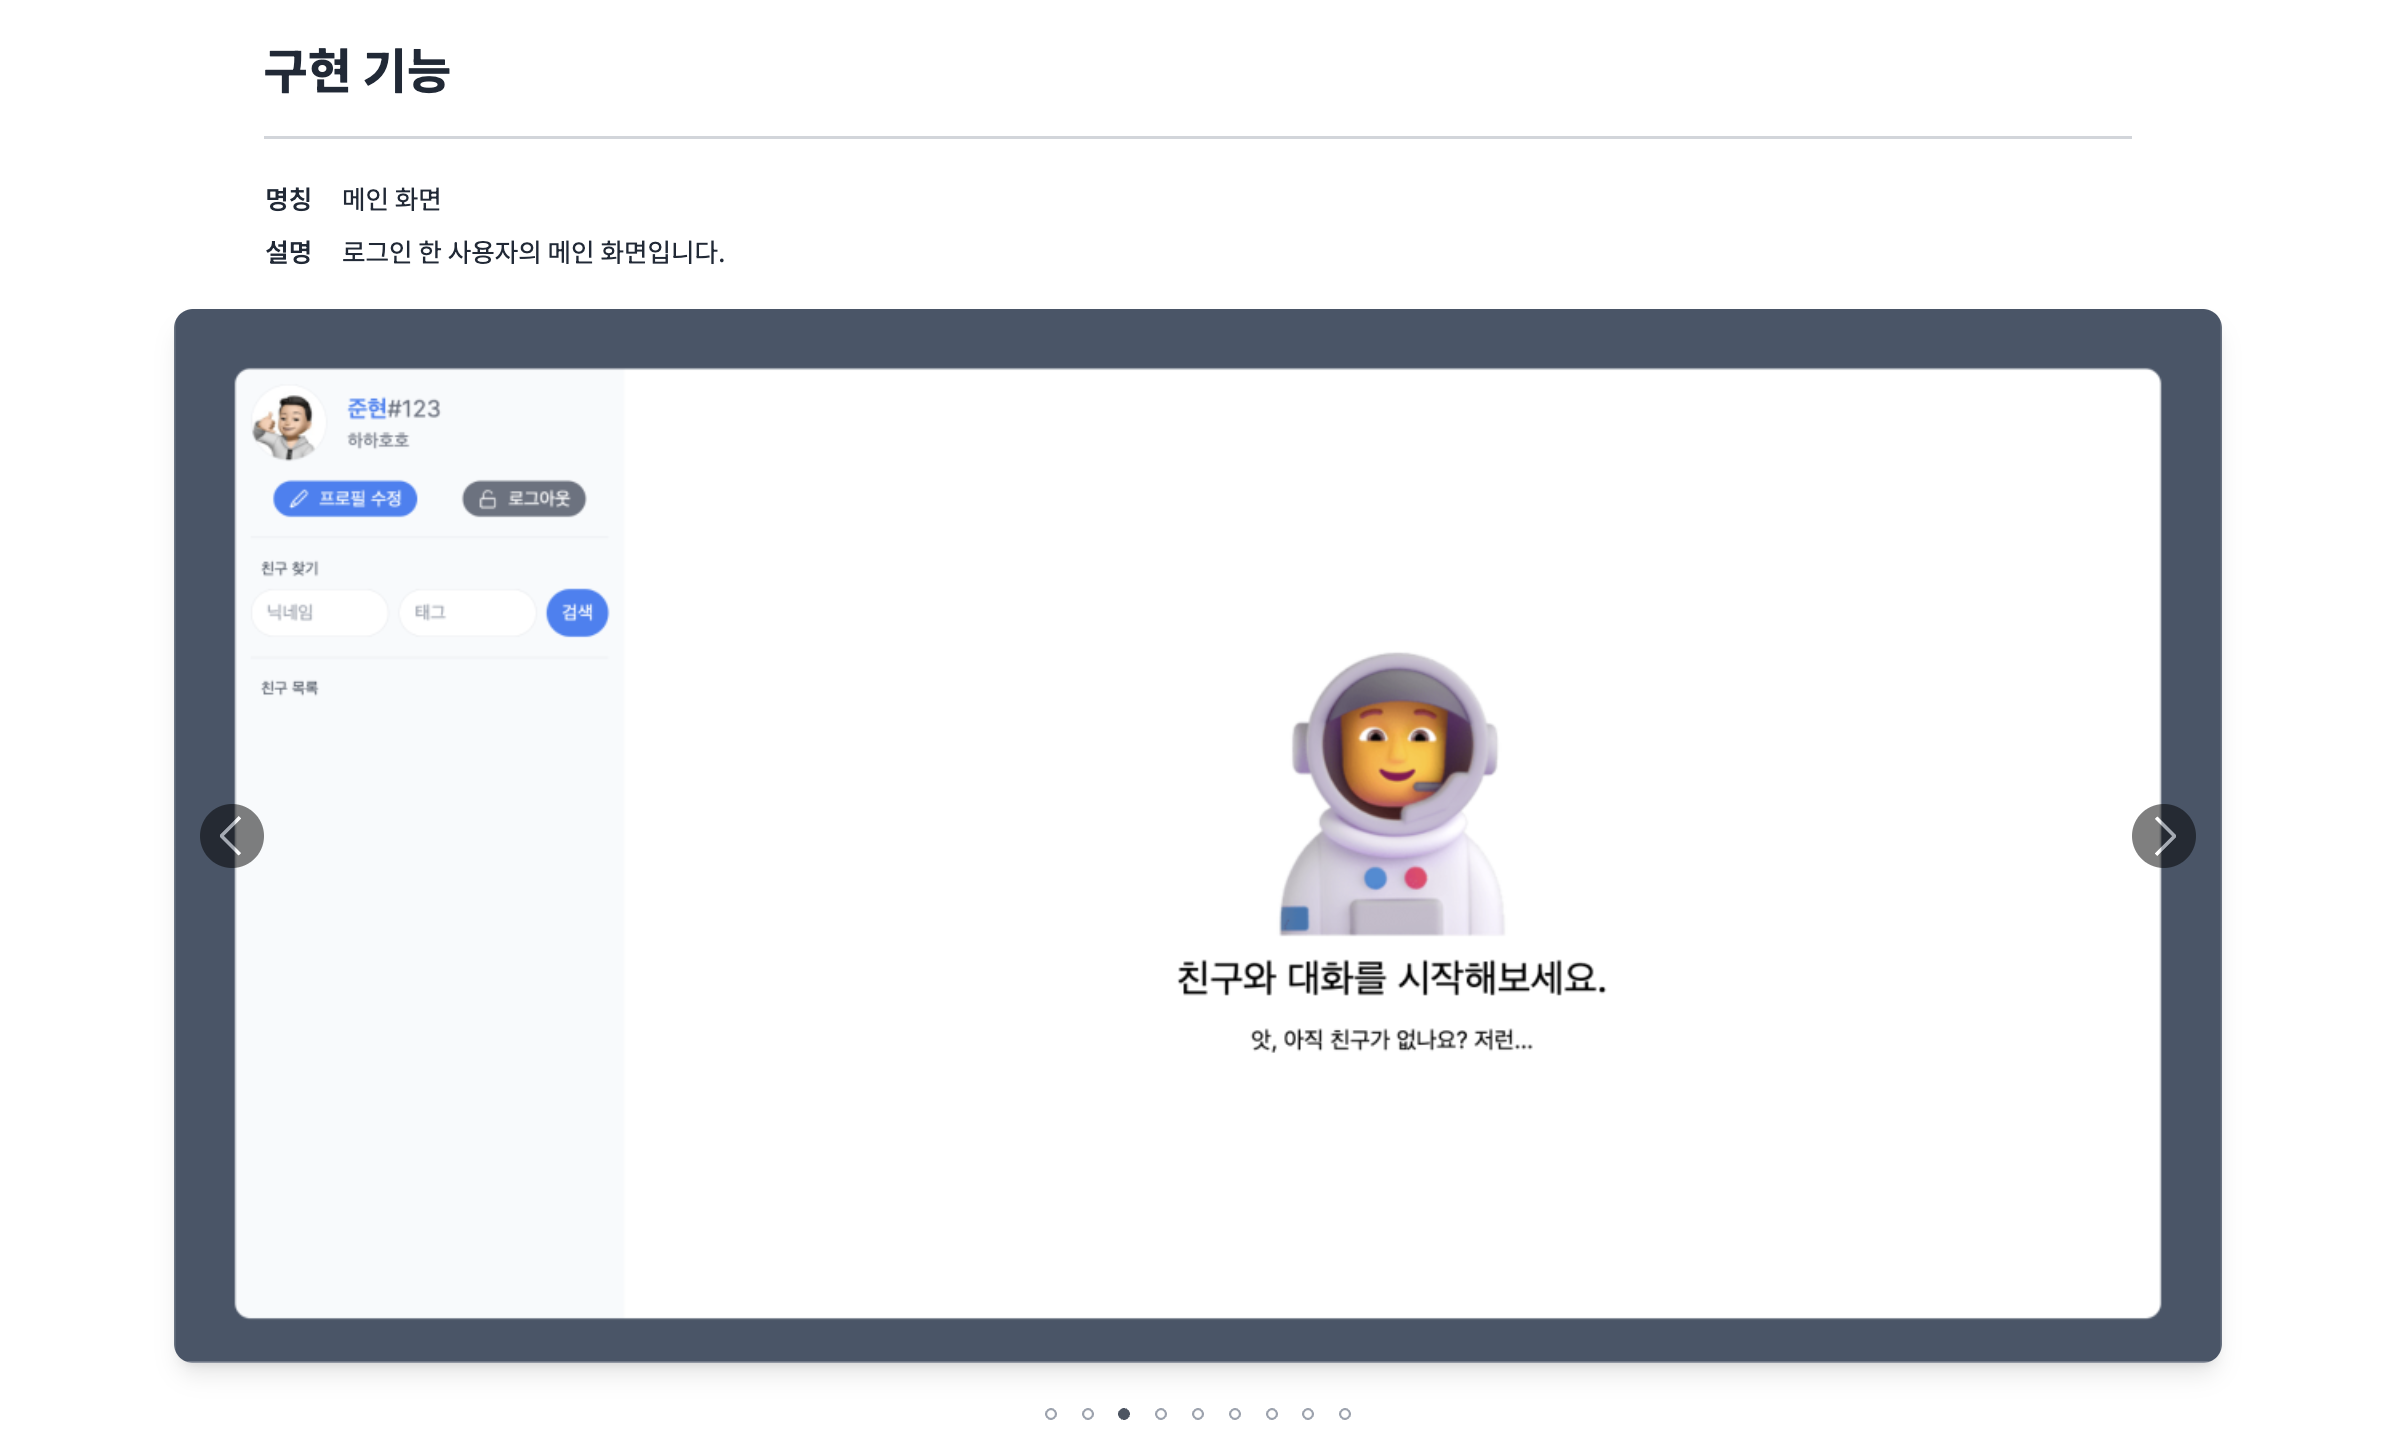 구현 기능
명칭 메인 화면
설명 로그인 한 사용자의 메인 화면입니다.
준현#123
하하호호
프로필 수정 로그아웃
친구 찾기
닉네임 태그 검색
친구 목록
친구와 대화를 시작해보세요.
앗, 아직 친구가 없나요? 저런...